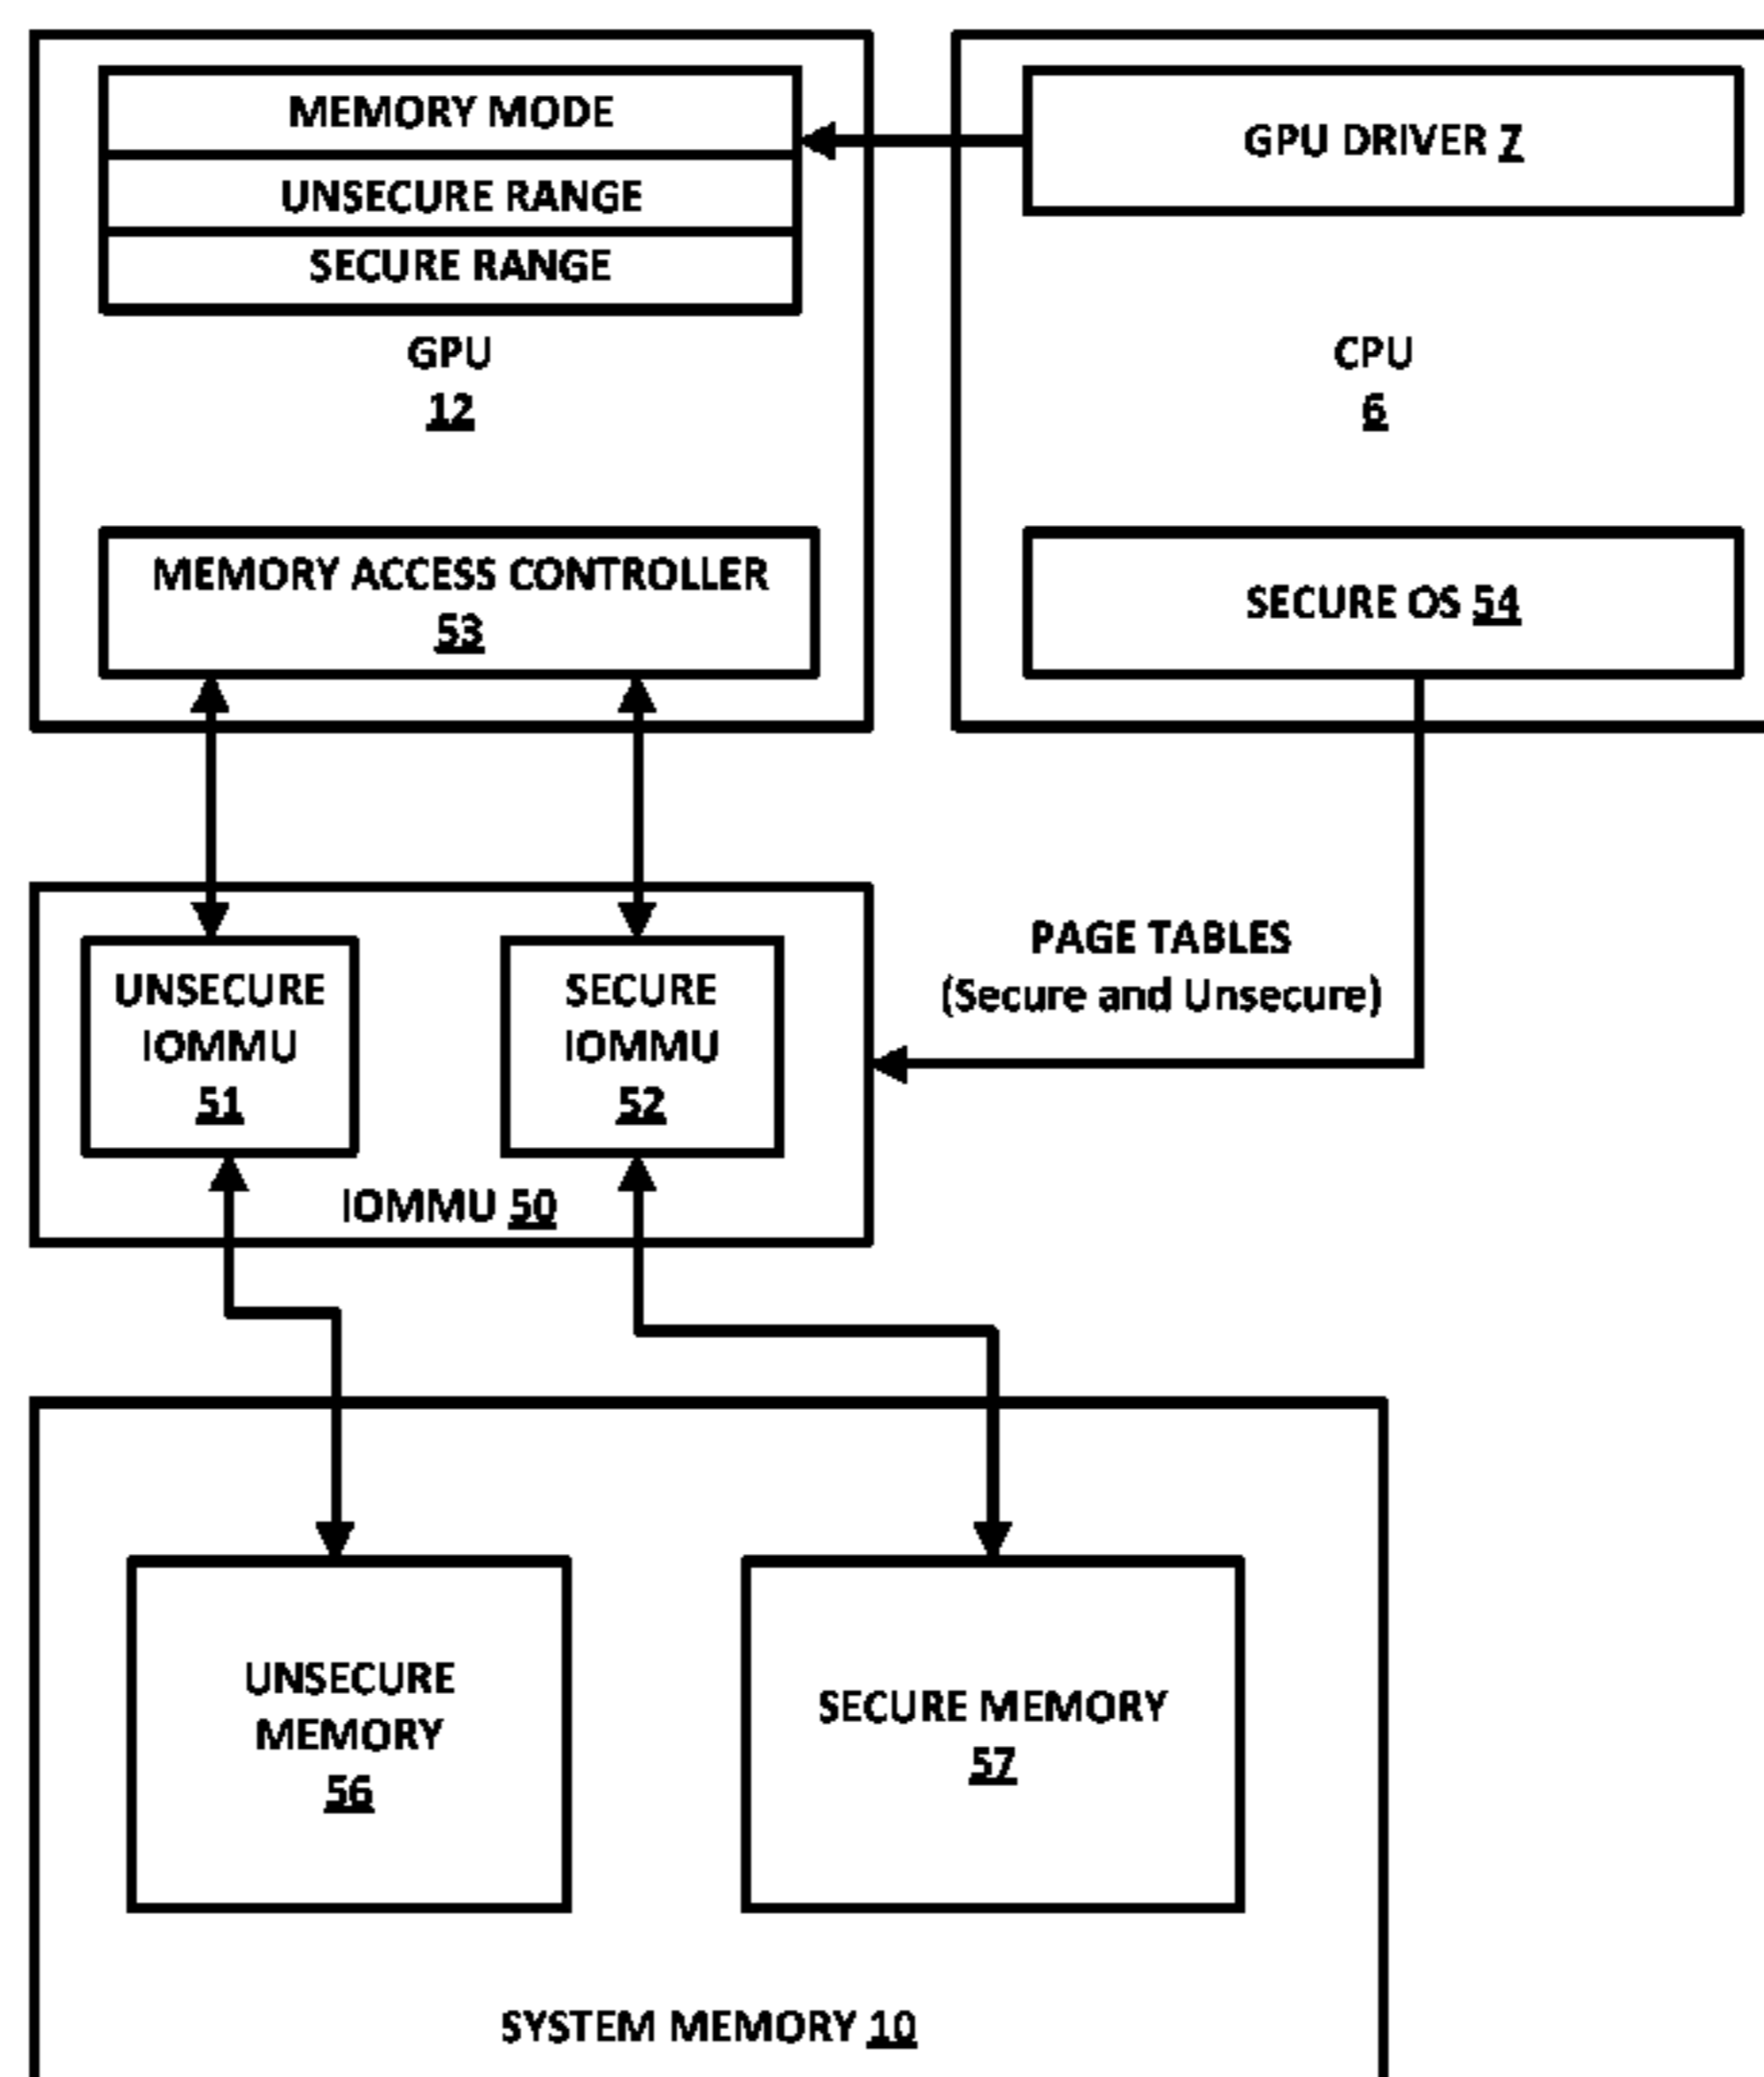 MEMORY MODE
UNSECURE RANGE
SECURE RANGE
GPU
12
GPU DRIVER 7
CPU
6
MEMORY ACCESS CONTROLLER
53
SECURE OS 54
UNSECURE
IOMMU
51
SECURE
IOMMU
52
IOMMU 50
PAGE TABLES
(Secure and Unsecure)
UNSECURE
MEMORY
56
SECURE MEMORY
57
SYSTEM MEMORY 10